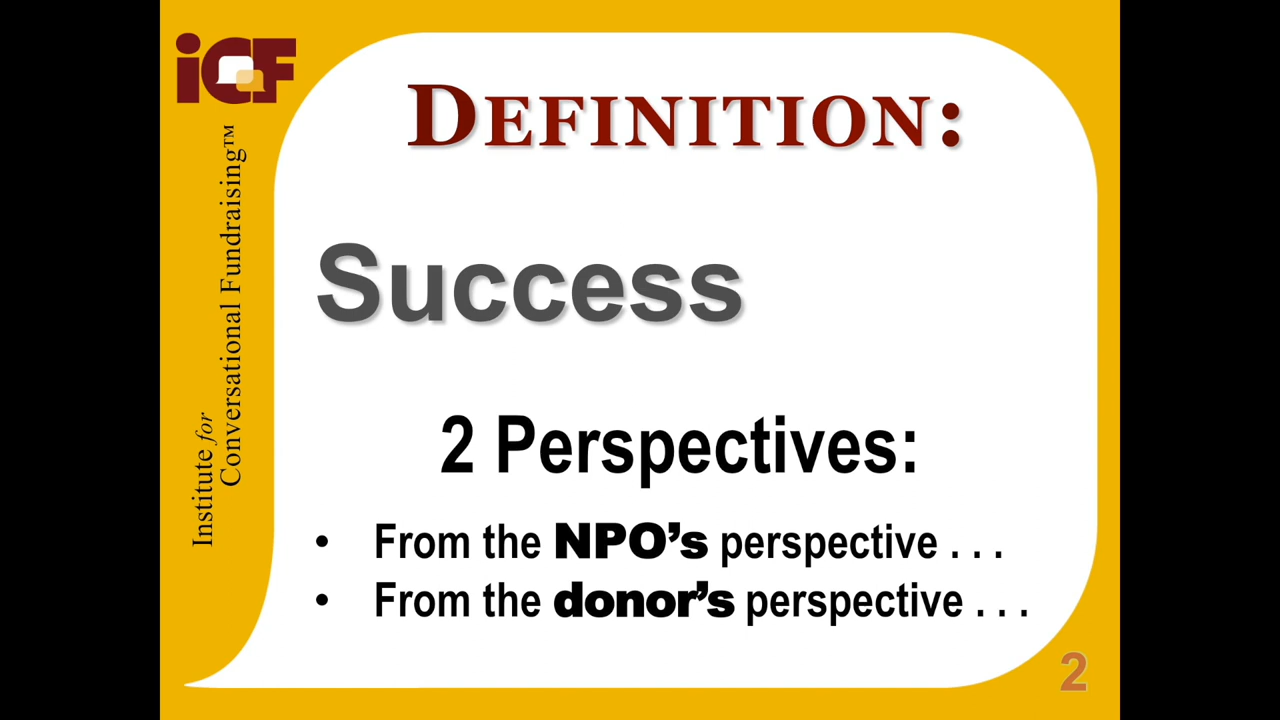 iCF
Institute for
Conversational Fundraising™
DEFINITION:
Success
2 Perspectives:
• From the NPO’s perspective . . .
• From the donor’s perspective . . .
2